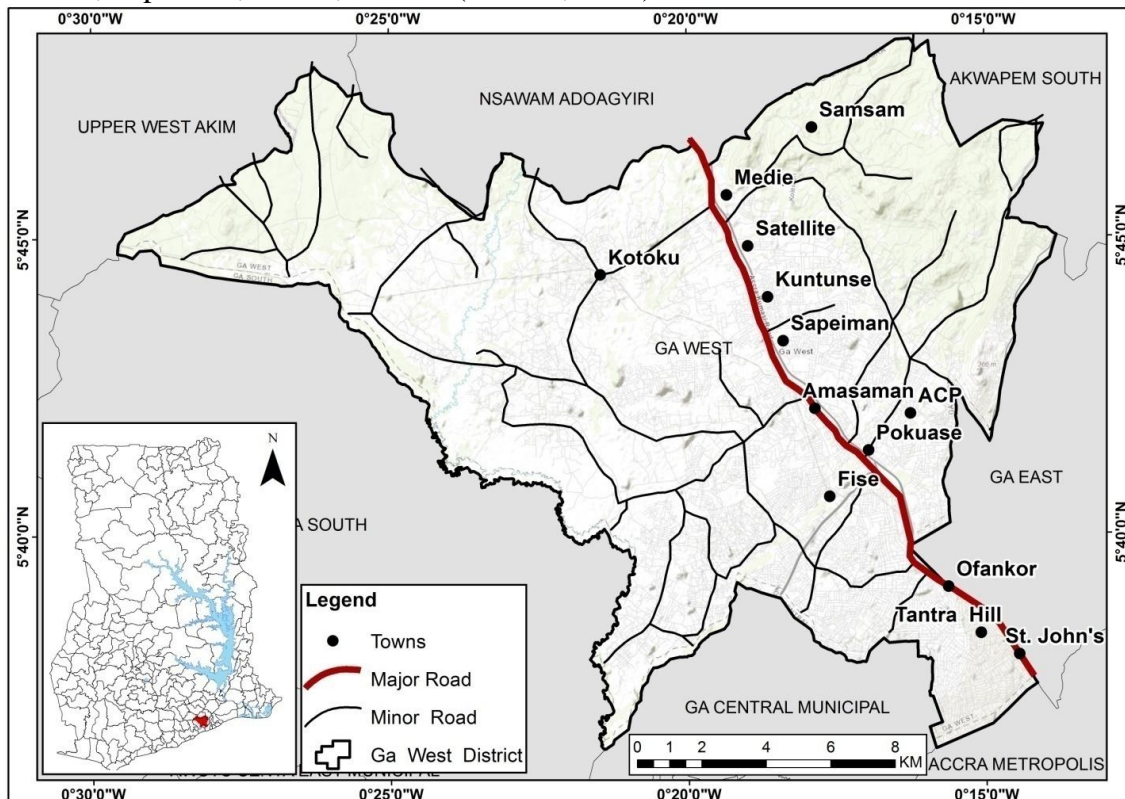 0°30'0"W
0°25'0"W
0°20'0"W
0°15'0"W
AKWAPEM SOUTH
NSAWAM ADOAGYIRI
UPPER WEST AKIM
Samsam
Medie
5°45'0"N
Satellite
5°45'0"N
Kotoku
GA WEST
GA SOUTH
Kuntunse
Sapeiman
GA WEST
Ga West
Amasaman
ACP
Pokuase
Fise
GA EAST
N
5°40'0"N
A SOUTH
5°40'0"N
Ofankor
Legend
Tantra Hill
Towns
St. John's
Major Road
Minor Road
GA CENTRAL MUNICIPAL
GA WEST
Ga West District
0 1 2 4 6 8
KM
ACCRA METROPOLIS
0°30'0"W
0°25'0"W
0°20'0"W
0°15'0"W